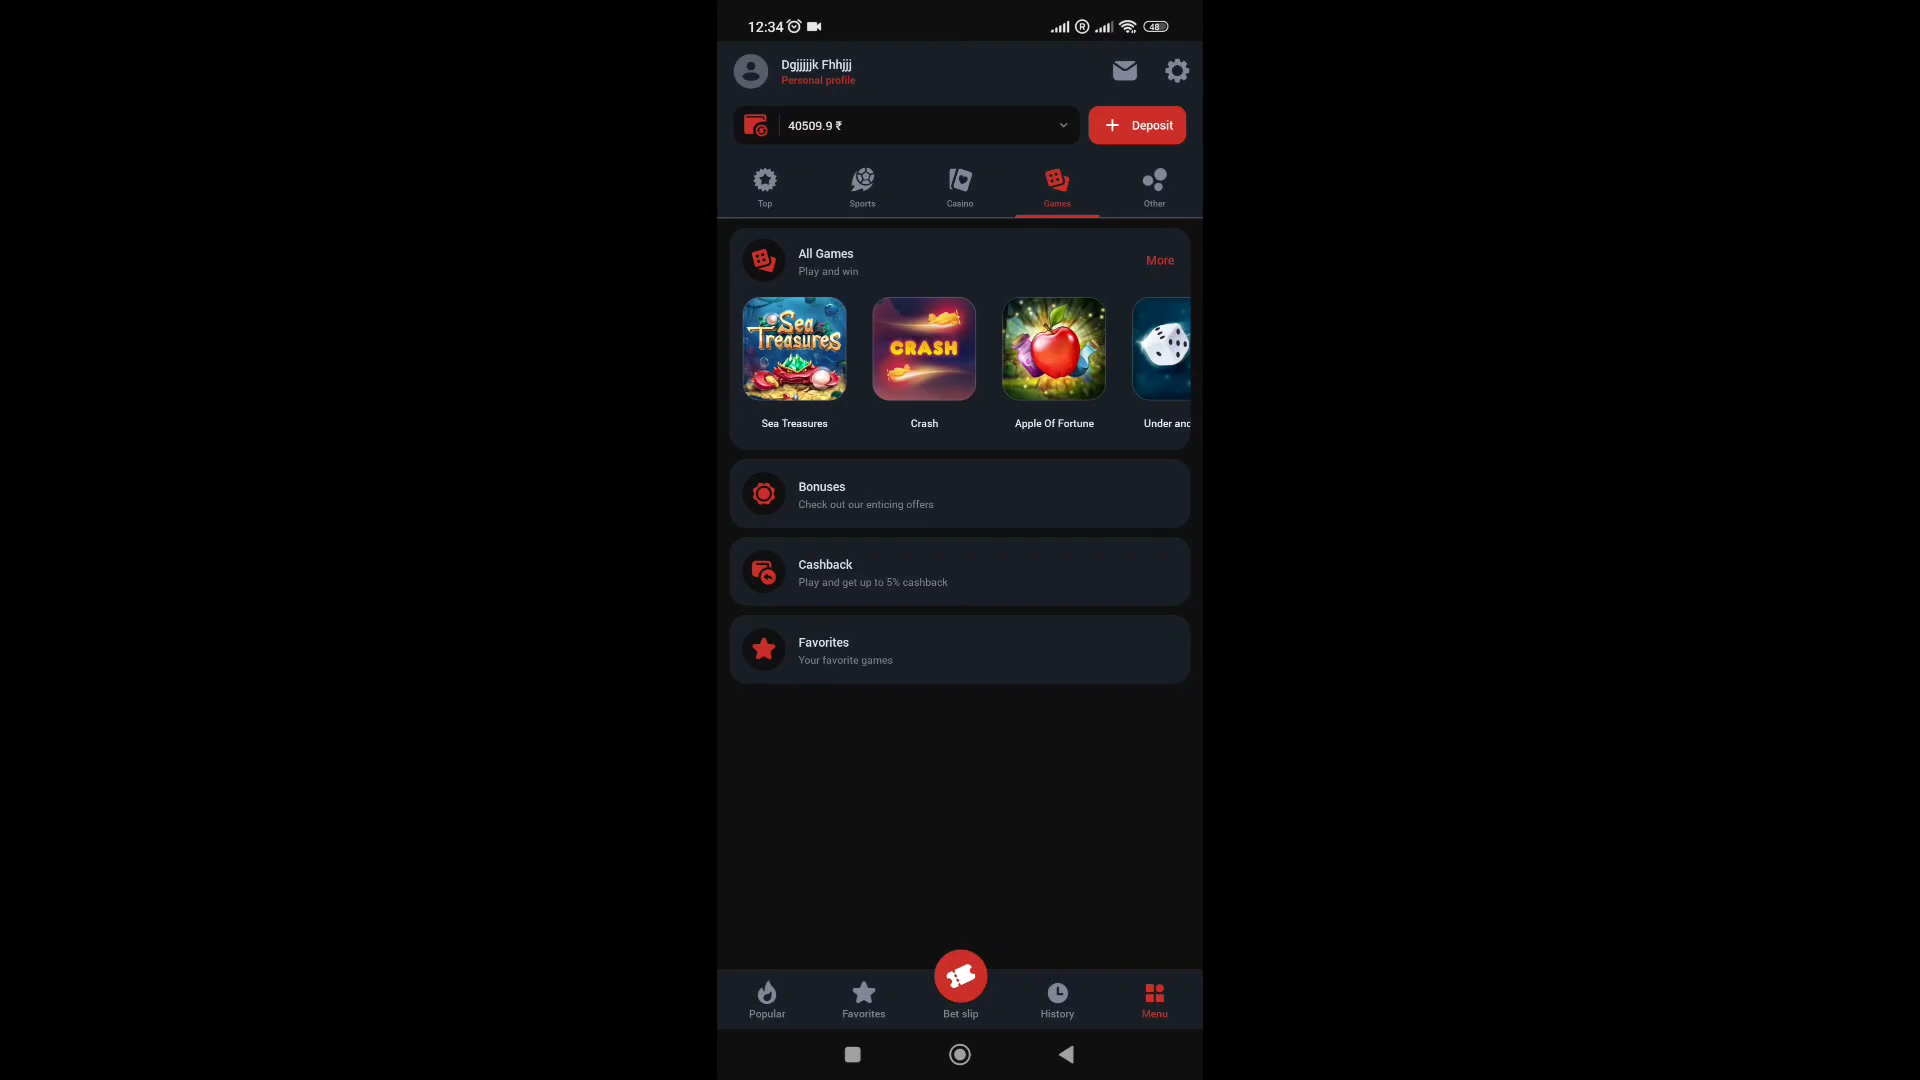 12:34
48
Dgjjjjjk Fhhjjj
Personal profile
40509.9 ₹
Deposit
Top
Sports
Casino
Games
Other
All Games
Play and win
More
Sea Treasures
CRASH
Sea Treasures
Crash
Apple Of Fortune
Under and
Bonuses
Check out our enticing offers
Cashback
Play and get up to 5% cashback
Favorites
Your favorite games
Popular
Favorites
Bet slip
History
Menu